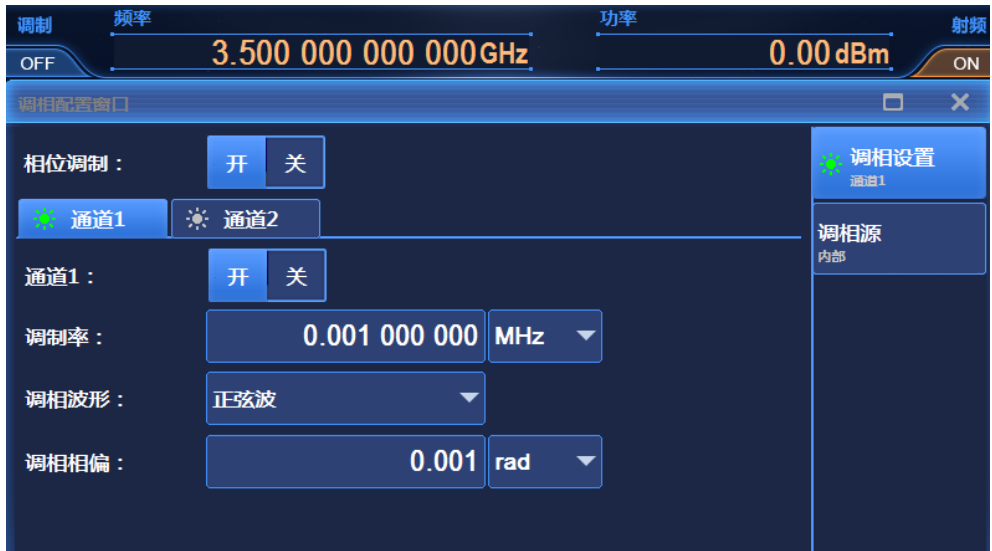 调制 频率 功率 射频
OFF 3.500 000 000 000 GHz 0.00 dBm ON
调相配置窗口
相位调制： 开 关
调相设置
通道1
通道1 通道2
调相源
内部
通道1： 开 关
调制率： 0.001 000 000 MHz
调相波形： 正弦波
调相相偏： 0.001 rad